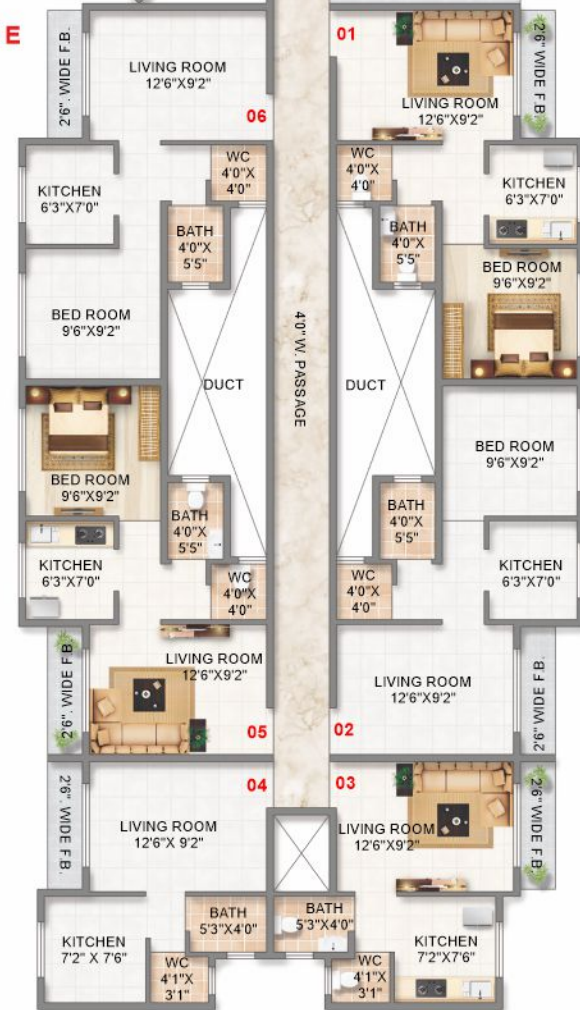 E
2'6". WIDE F.B.
LIVING ROOM
12'6"X9'2"
06
WC
4'0"X
4'0"
KITCHEN
6'3"X7'0"
BATH
4'0"X
5'5"
BED ROOM
9'6"X9'2"
DUCT
01
LIVING ROOM
12'6"X9'2"
2'6" WIDE F.B.
WC
4'0"X
4'0"
KITCHEN
6'3"X7'0"
BATH
4'0"X
5'5"
BED ROOM
9'6"X9'2"
DUCT
4'0" W. PASSAGE
BED ROOM
9'6"X9'2"
BATH
4'0"X
5'5"
KITCHEN
6'3"X7'0"
WC
4'0"X
4'0"
LIVING ROOM
12'6"X9'2"
2'6". WIDE F.B.
05
BED ROOM
9'6"X9'2"
BATH
4'0"X
5'5"
KITCHEN
6'3"X7'0"
WC
4'0"X
4'0"
LIVING ROOM
12'6"X9'2"
2'6" WIDE F.B.
02
04
2'6". WIDE F.B.
LIVING ROOM
12'6"X 9'2"
BATH
5'3"X4'0"
KITCHEN
7'2" X 7'6"
WC
4'1"X
3'1"
03
LIVING ROOM
12'6"X9'2"
2'6" WIDE F.B.
BATH
5'3"X4'0"
KITCHEN
7'2"X7'6"
WC
4'1"X
3'1"